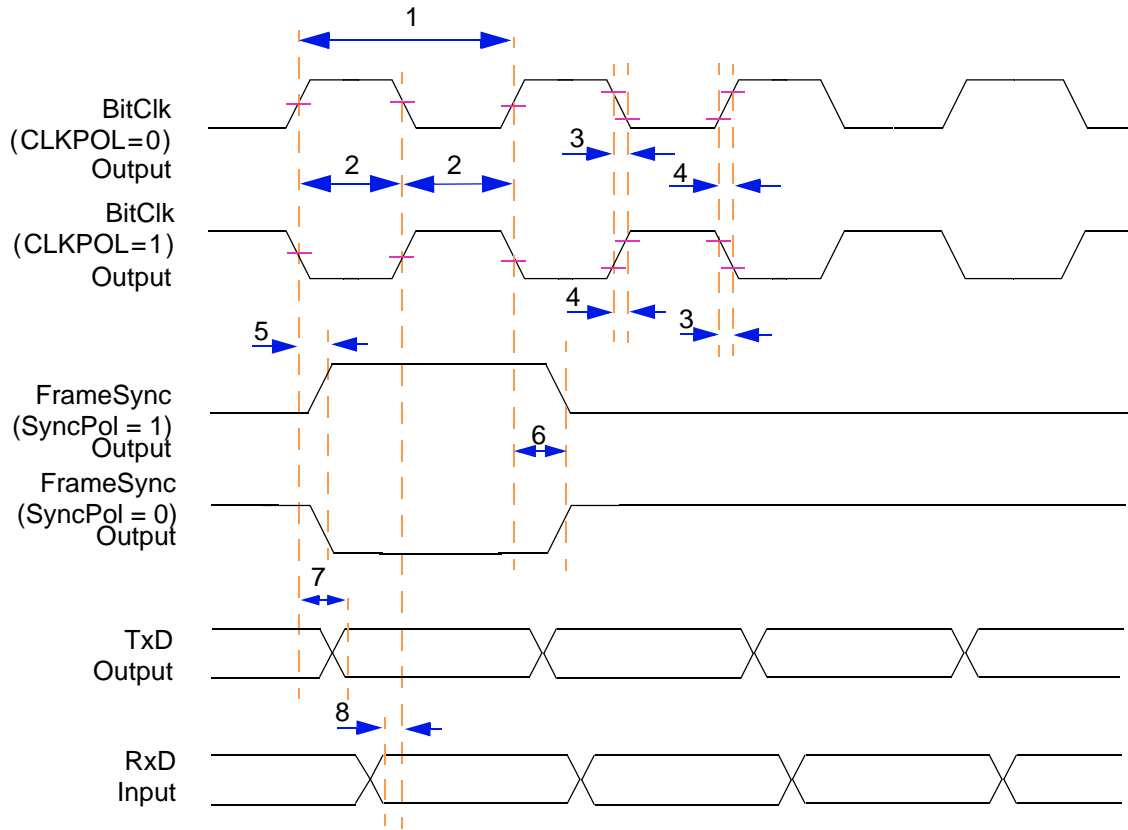 1
BitClk
(CLKPOL=0)
Output
3
2
2
4
BitClk
(CLKPOL=1)
Output
4
3
5
FrameSync
(SyncPol = 1)
Output
6
FrameSync
(SyncPol = 0)
Output
7
TxD
Output
8
RxD
Input